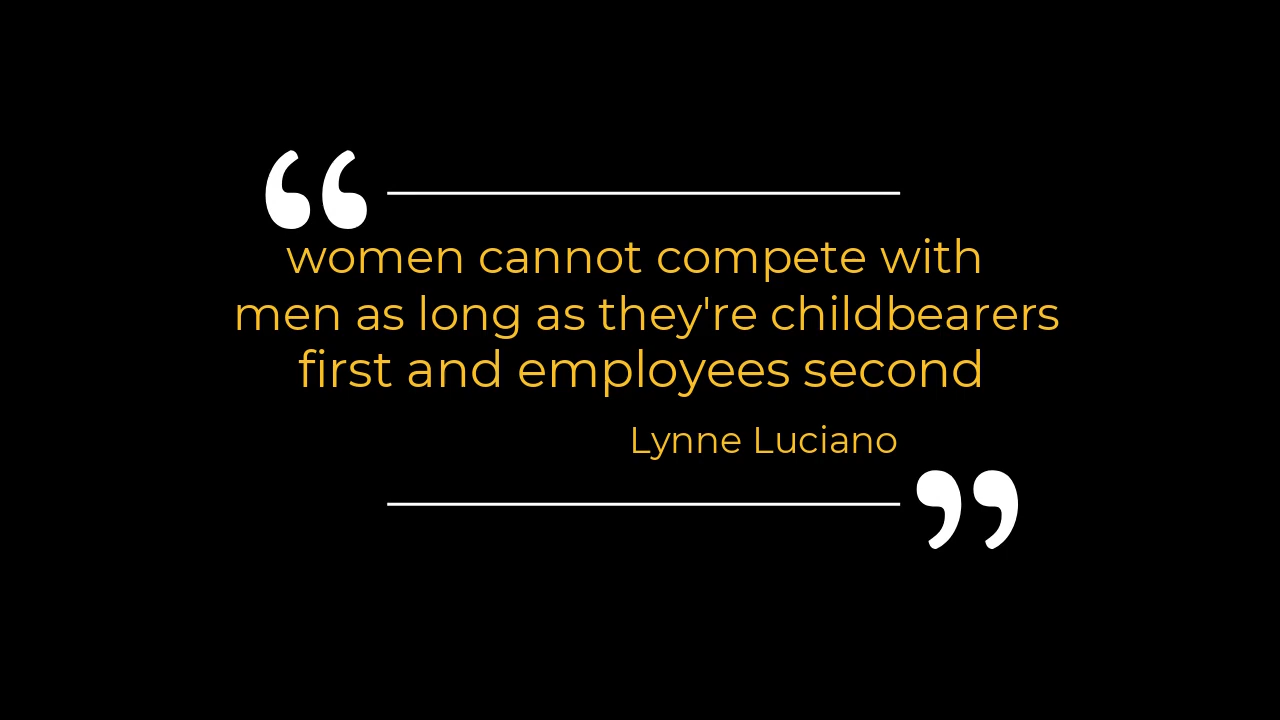 “
women cannot compete with
men as long as they're childbearers
first and employees second
Lynne Luciano
”